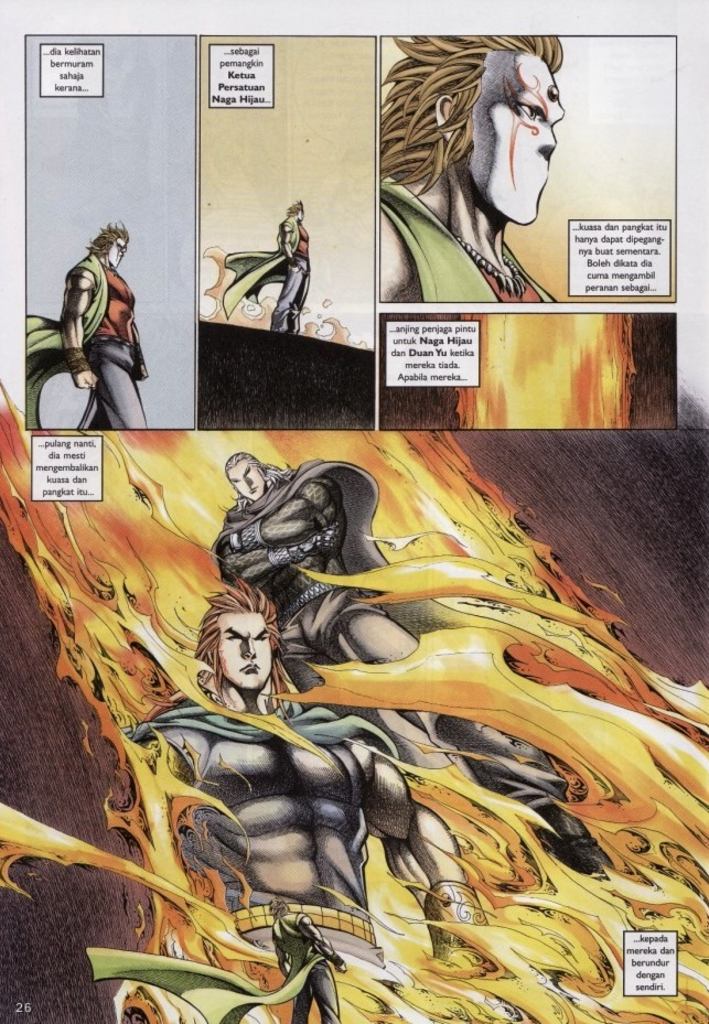 ...dia kelihatan
bermuram
sahaja
kerana...
...sebagai
pemangkin
Ketua
Persatuan
Naga Hijau...
...kuasa dan pangkat itu
hanya dapat dipegang-
nya buat sementara.
Boleh dikata dia
cuma mengambil
peranan sebagai...
...anjing penjaga pintu
untuk Naga Hijau
dan Duan Yu ketika
mereka tiada.
Apabila mereka...
...pulang nanti,
dia mesti
mengembalikan
kuasa dan
pangkat itu...
...kepada
mereka dan
berundur
dengan
sendiri.
26